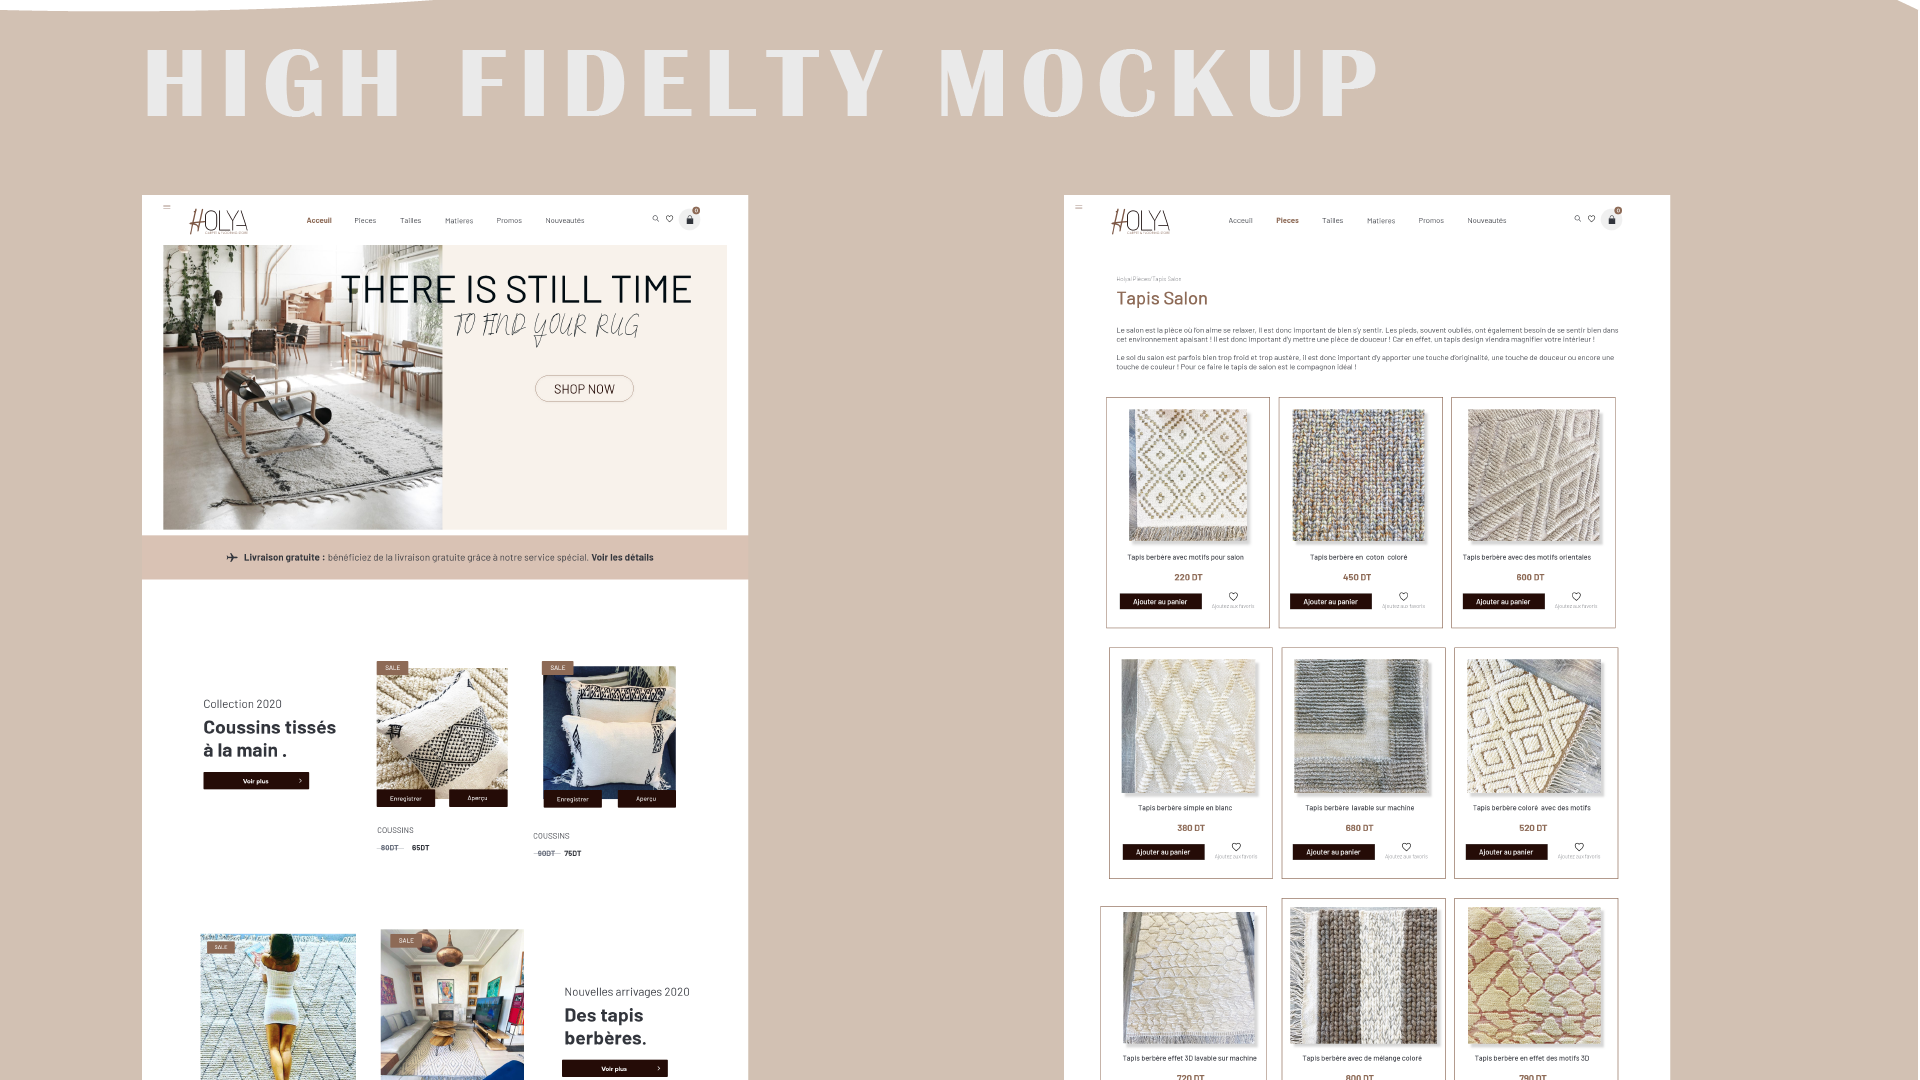 HIGH FIDELTY MOCKUP
HOLYA
Acceuil Pieces Tailles Matieres Promos Nouveautés
0
THERE IS STILL TIME
TO FIND YOUR RUG
SHOP NOW
Livraison gratuite : bénéficiez de la livraison gratuite grâce à notre service spécial. Voir les détails
Collection 2020
Coussins tissés
à la main .
Voir plus
SALE
Enregistrer Aperçu
COUSSINS
80DT 65DT
SALE
Enregistrer Aperçu
COUSSINS
90DT 75DT
SALE
SALE
Nouvelles arrivages 2020
Des tapis
berbères.
Voir plus
HOLYA
Acceuil Pieces Tailles Matieres Promos Nouveautés
0
Holya/Pièces/Tapis Salon
Tapis Salon
Le salon est la pièce où l'on aime se relaxer, il est donc important de bien s'y sentir. Les pieds, souvent oubliés, ont également besoin de se sentir bien dans
cet environnement apaisant ! Il est donc important d'y mettre une pièce de douceur ! Car en effet, un tapis design viendra magnifier votre intérieur !
Le sol du salon est parfois bien trop froid et trop austère, il est donc important d'y apporter une touche d'originalité, une touche de douceur ou encore une
touche de couleur ! Pour ce faire le tapis de salon est le compagnon idéal !
Tapis berbère avec motifs pour salon
220 DT
Ajouter au panier
Ajoutez aux favoris
Tapis berbère en coton coloré
450 DT
Ajouter au panier
Ajoutez aux favoris
Tapis berbère avec des motifs orientales
600 DT
Ajouter au panier
Ajoutez aux favoris
Tapis berbère simple en blanc
380 DT
Ajouter au panier
Ajoutez aux favoris
Tapis berbère lavable sur machine
680 DT
Ajouter au panier
Ajoutez aux favoris
Tapis berbère coloré avec des motifs
520 DT
Ajouter au panier
Ajoutez aux favoris
Tapis berbère effet 3D lavable sur machine
720 DT
Tapis berbère avec de mélange coloré
800 DT
Tapis berbère en effet des motifs 3D
790 DT